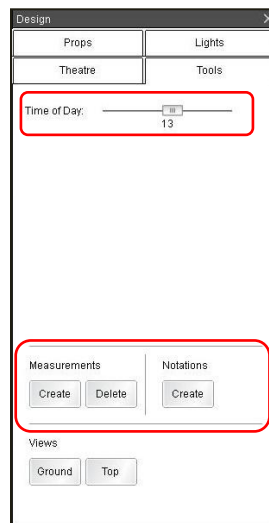 Design
Props Lights
Theatre Tools
Time of Day:
13
Measurements Notations
Create Delete Create
Views
Ground Top